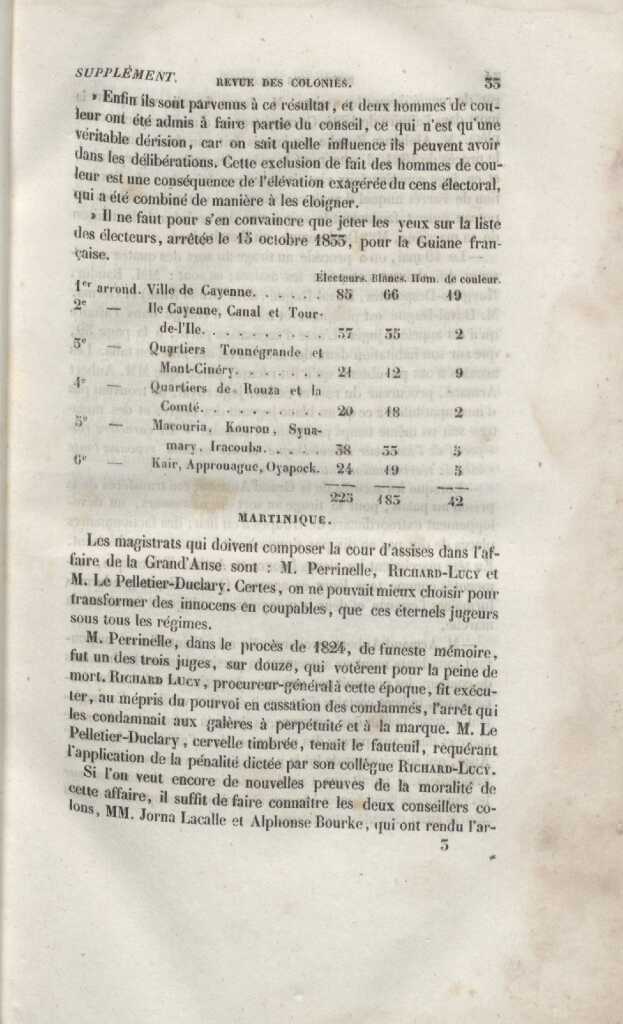 SUPPLÉMENT. REVUE DES COLONIES. 33
» Enfin ils sont parvenus à ce résultat, et deux hommes de cou-
leur ont été admis à faire partie du conseil, ce qui n'est qu'une
véritable dérision, car on sait quelle influence ils peuvent avoir
dans les délibérations. Cette exclusion de fait des hommes de cou-
leur est une conséquence de l'élévation exagérée du cens électoral,
qui a été combiné de manière à les éloigner.
» Il ne faut pour s'en convaincre que jeter les yeux sur la liste
des électeurs, arrêtée le 15 octobre 1833, pour la Guiane fran-
çaise.
Électeurs. Blancs. Hom. de couleur.
1er arrond. Ville de Cayenne. . . . . . 85 66 19
2e — Ile Cayenne, Canal et Tour-
de-l'Ile. . . . . . . . . . 37 35 2
3e — Quartiers Tonnégrande et
Mont-Cinéry. . . . . . . 21 12 9
4e — Quartiers de Rouza et la
Comté. . . . . . . . . . 20 18 2
5e — Macouria, Kourou, Syna-
mary, Iracouba. . . . . 38 33 5
6e — Kair, Approuague, Oyapock. 24 19 5
225 183 42
MARTINIQUE.
Les magistrats qui doivent composer la cour d'assises dans l'af-
faire de la Grand'Anse sont : M. Perrinelle, RICHARD-LUCY et
M. Le Pelletier-Duclary. Certes, on ne pouvait mieux choisir pour
transformer des innocens en coupables, que ces éternels jugeurs
sous tous les régimes.
M. Perrinelle, dans le procès de 1824, de funeste mémoire,
fut un des trois juges, sur douze, qui votèrent pour la peine de
mort. RICHARD LUCY, procureur-général à cette époque, fit exécu-
ter, au mépris du pourvoi en cassation des condamnés, l'arrêt qui
les condamnait aux galères à perpétuité et à la marque. M. Le
Pelletier-Duclary, cervelle timbrée, tenait le fauteuil, requérant
l'application de la pénalité dictée par son collègue RICHARD-LUCY.
Si l'on veut encore de nouvelles preuves de la moralité de
cette affaire, il suffit de faire connaître les deux conseillers co-
lons, MM. Jorna Lacalle et Alphonse Bourke, qui ont rendu l'ar-
3